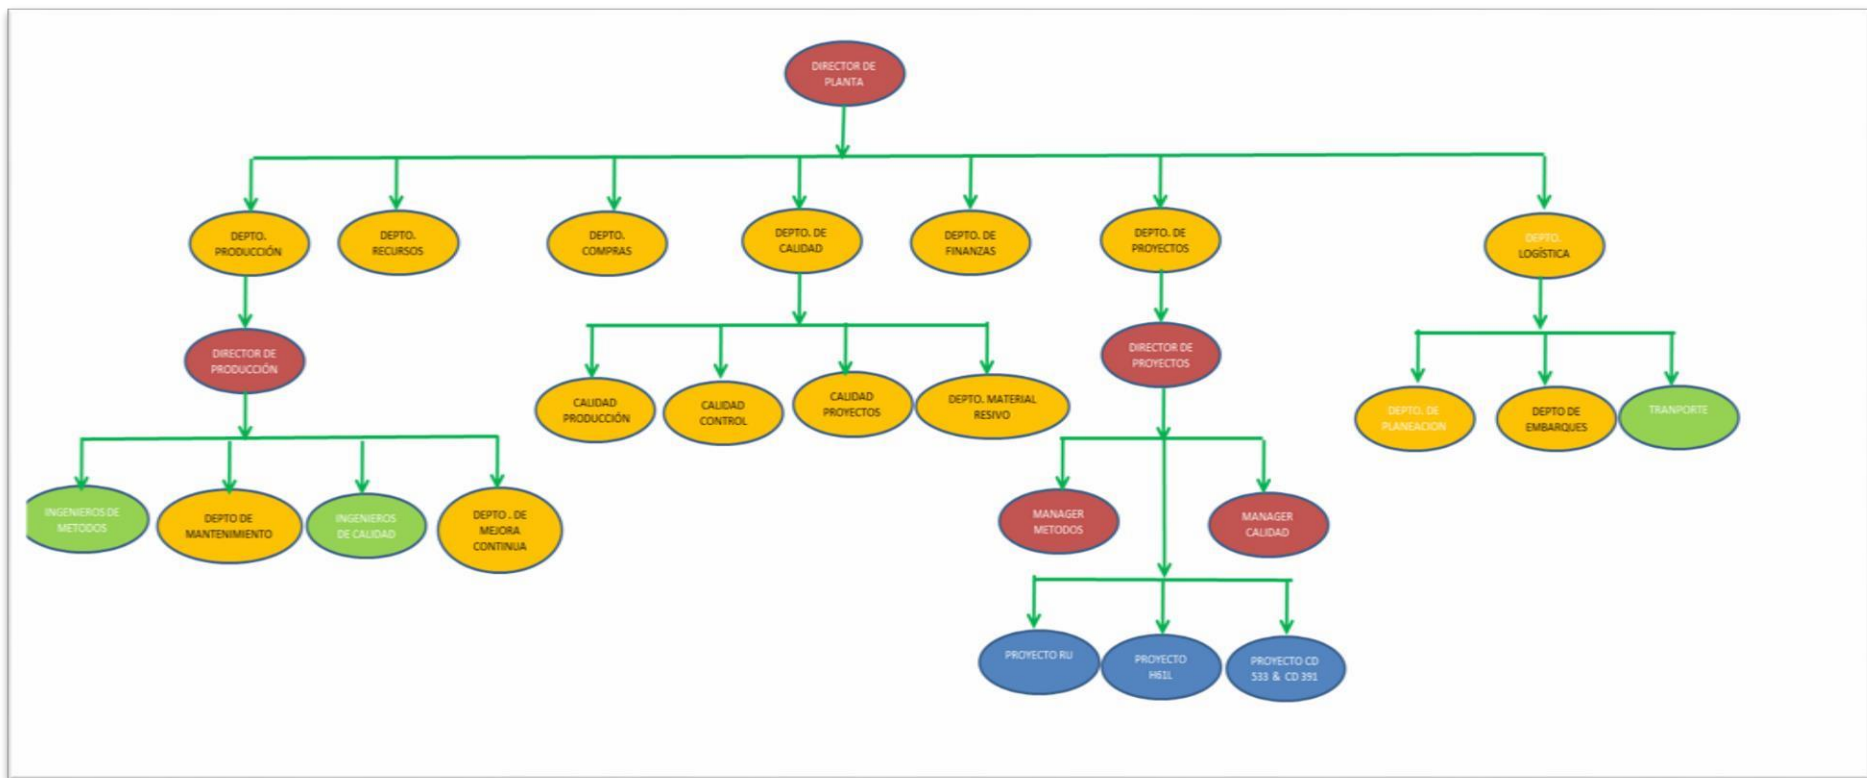 DIRECTOR DE
PLANTA
DEPTO.
PRODUCCIÓN
DEPTO.
RECURSOS
DEPTO.
COMPRAS
DEPTO. DE
CALIDAD
DEPTO. DE
FINANZAS
DEPTO. DE
PROYECTOS
DEPTO.
LOGÍSTICA
DIRECTOR DE
PRODUCCIÓN
DIRECTOR DE
PROYECTOS
CALIDAD
PRODUCCIÓN
CALIDAD
CONTROL
CALIDAD
PROYECTOS
DEPTO. MATERIAL
RESIVO
DEPTO. DE
PLANEACION
DEPTO DE
EMBARQUES
TRANPORTE
INGENIEROS DE
METODOS
DEPTO DE
MANTENIMIENTO
INGENIEROS
DE CALIDAD
DEPTO . DE
MEJORA
CONTINUA
MANAGER
METODOS
MANAGER
CALIDAD
PROYECTO RU
PROYECTO
H61L
PROYECTO CD
533 & CD 391